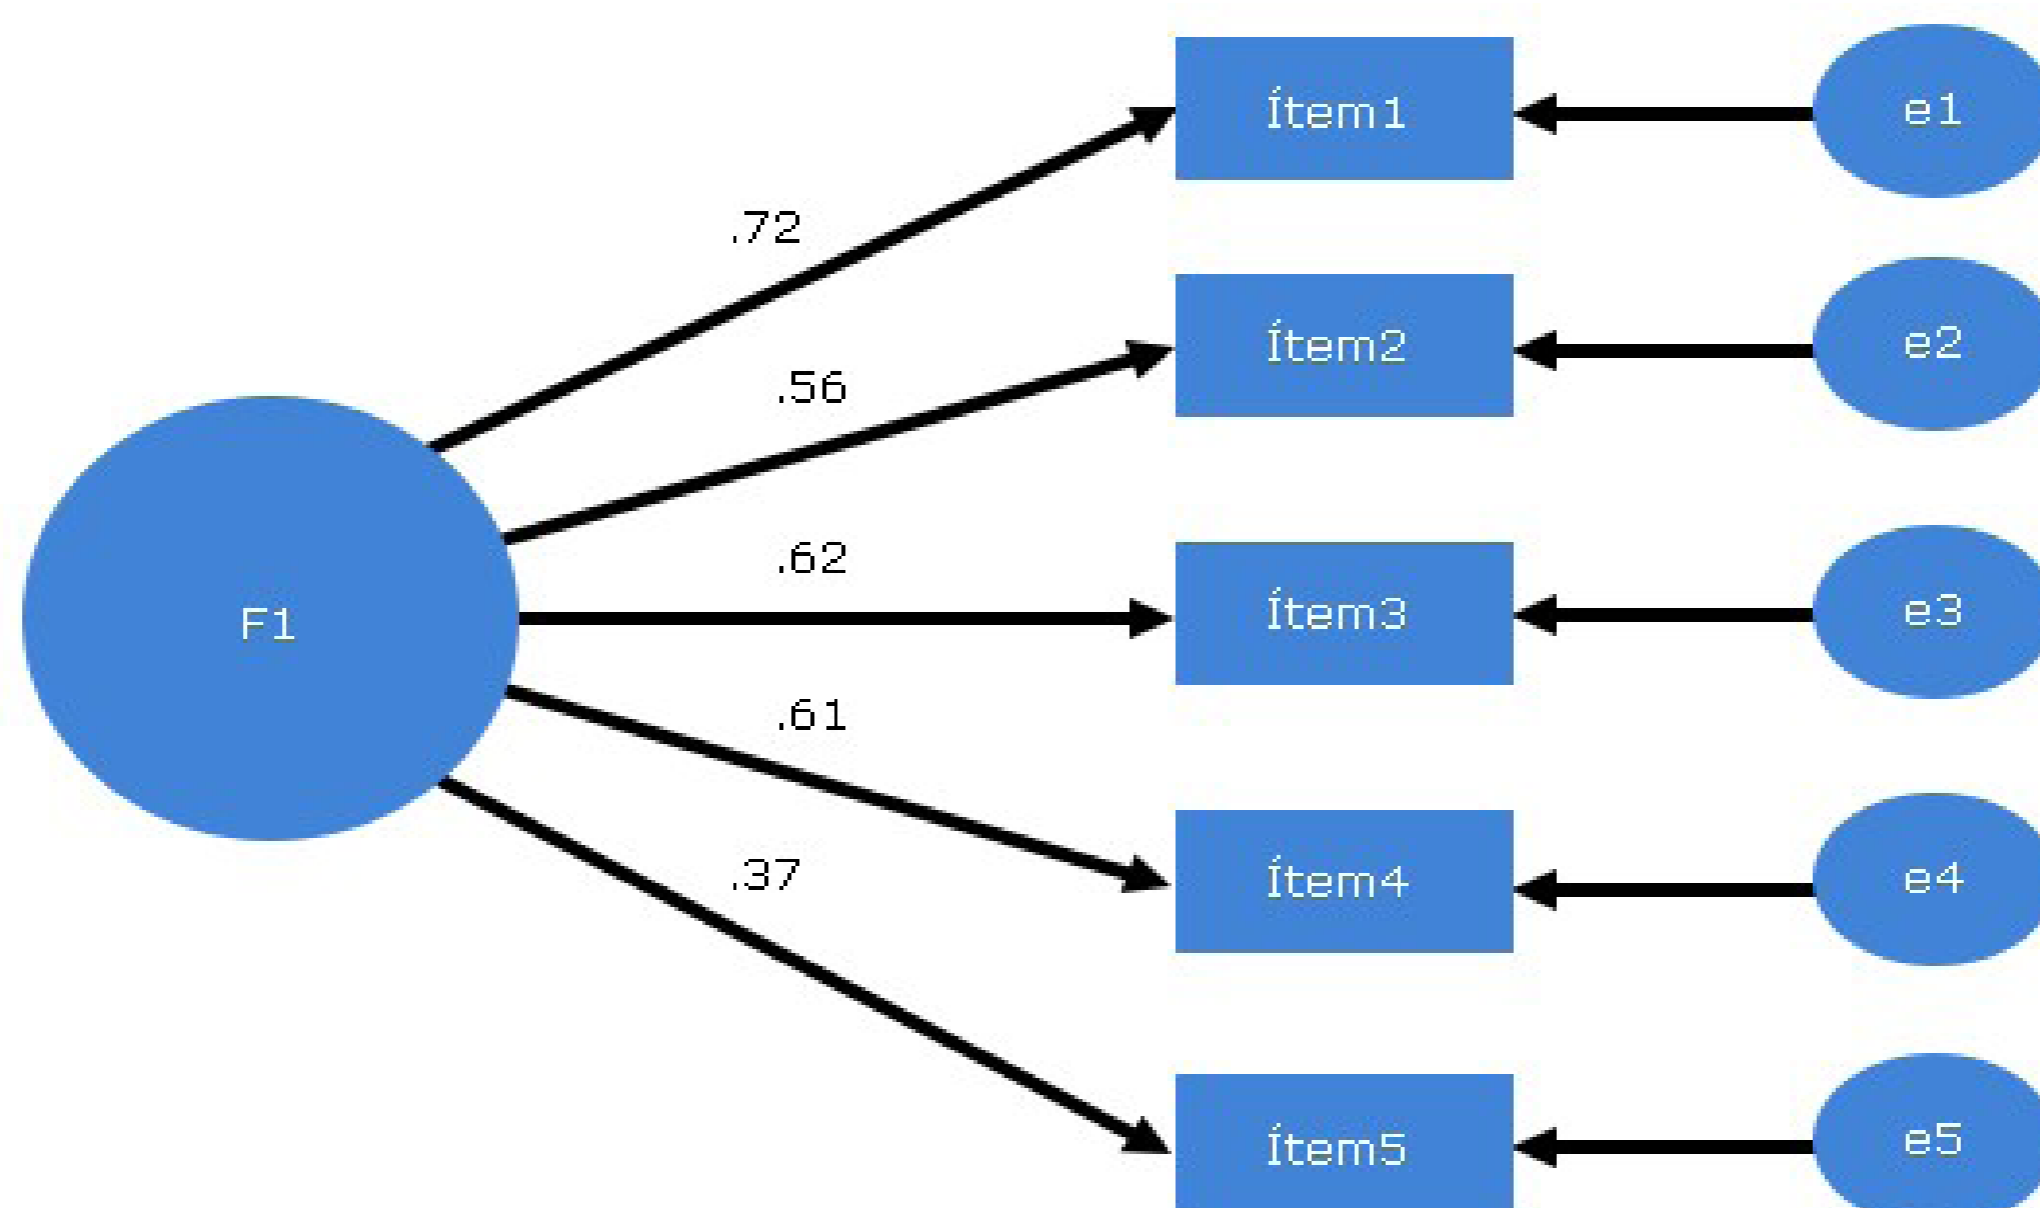 Ítem1
e1
.72
Ítem2
e2
.56
.62
F1
Ítem3
e3
.61
.37
Ítem4
e4
Ítem5
e5